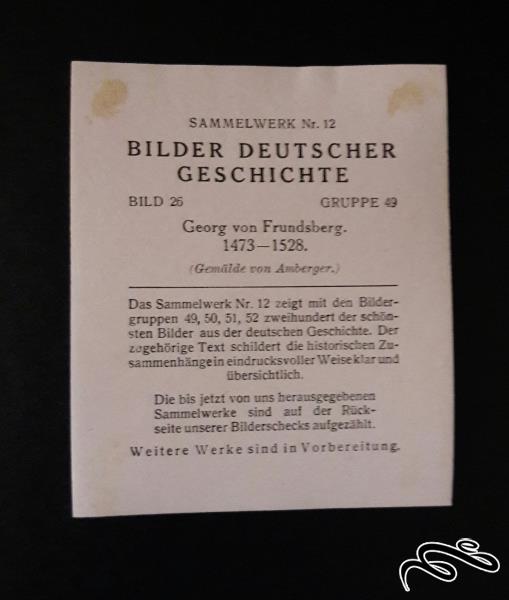 SAMMELWERK Nr. 12
BILDER DEUTSCHER
GESCHICHTE
BILD 26 GRUPPE 49
Georg von Frundsberg.
1473—1528.
(Gemälde von Amberger.)
Das Sammelwerk Nr. 12 zeigt mit den Bilder-
gruppen 49, 50, 51, 52 zweihundert der schön-
sten Bilder aus der deutschen Geschichte. Der
zugehörige Text schildert die historischen Zu-
sammenhänge in eindrucksvoller Weise klar und
übersichtlich.
Die bis jetzt von uns herausgegebenen
Sammelwerke sind auf der Rück-
seite unserer Bilderschecks aufgezählt.
Weitere Werke sind in Vorbereitung.